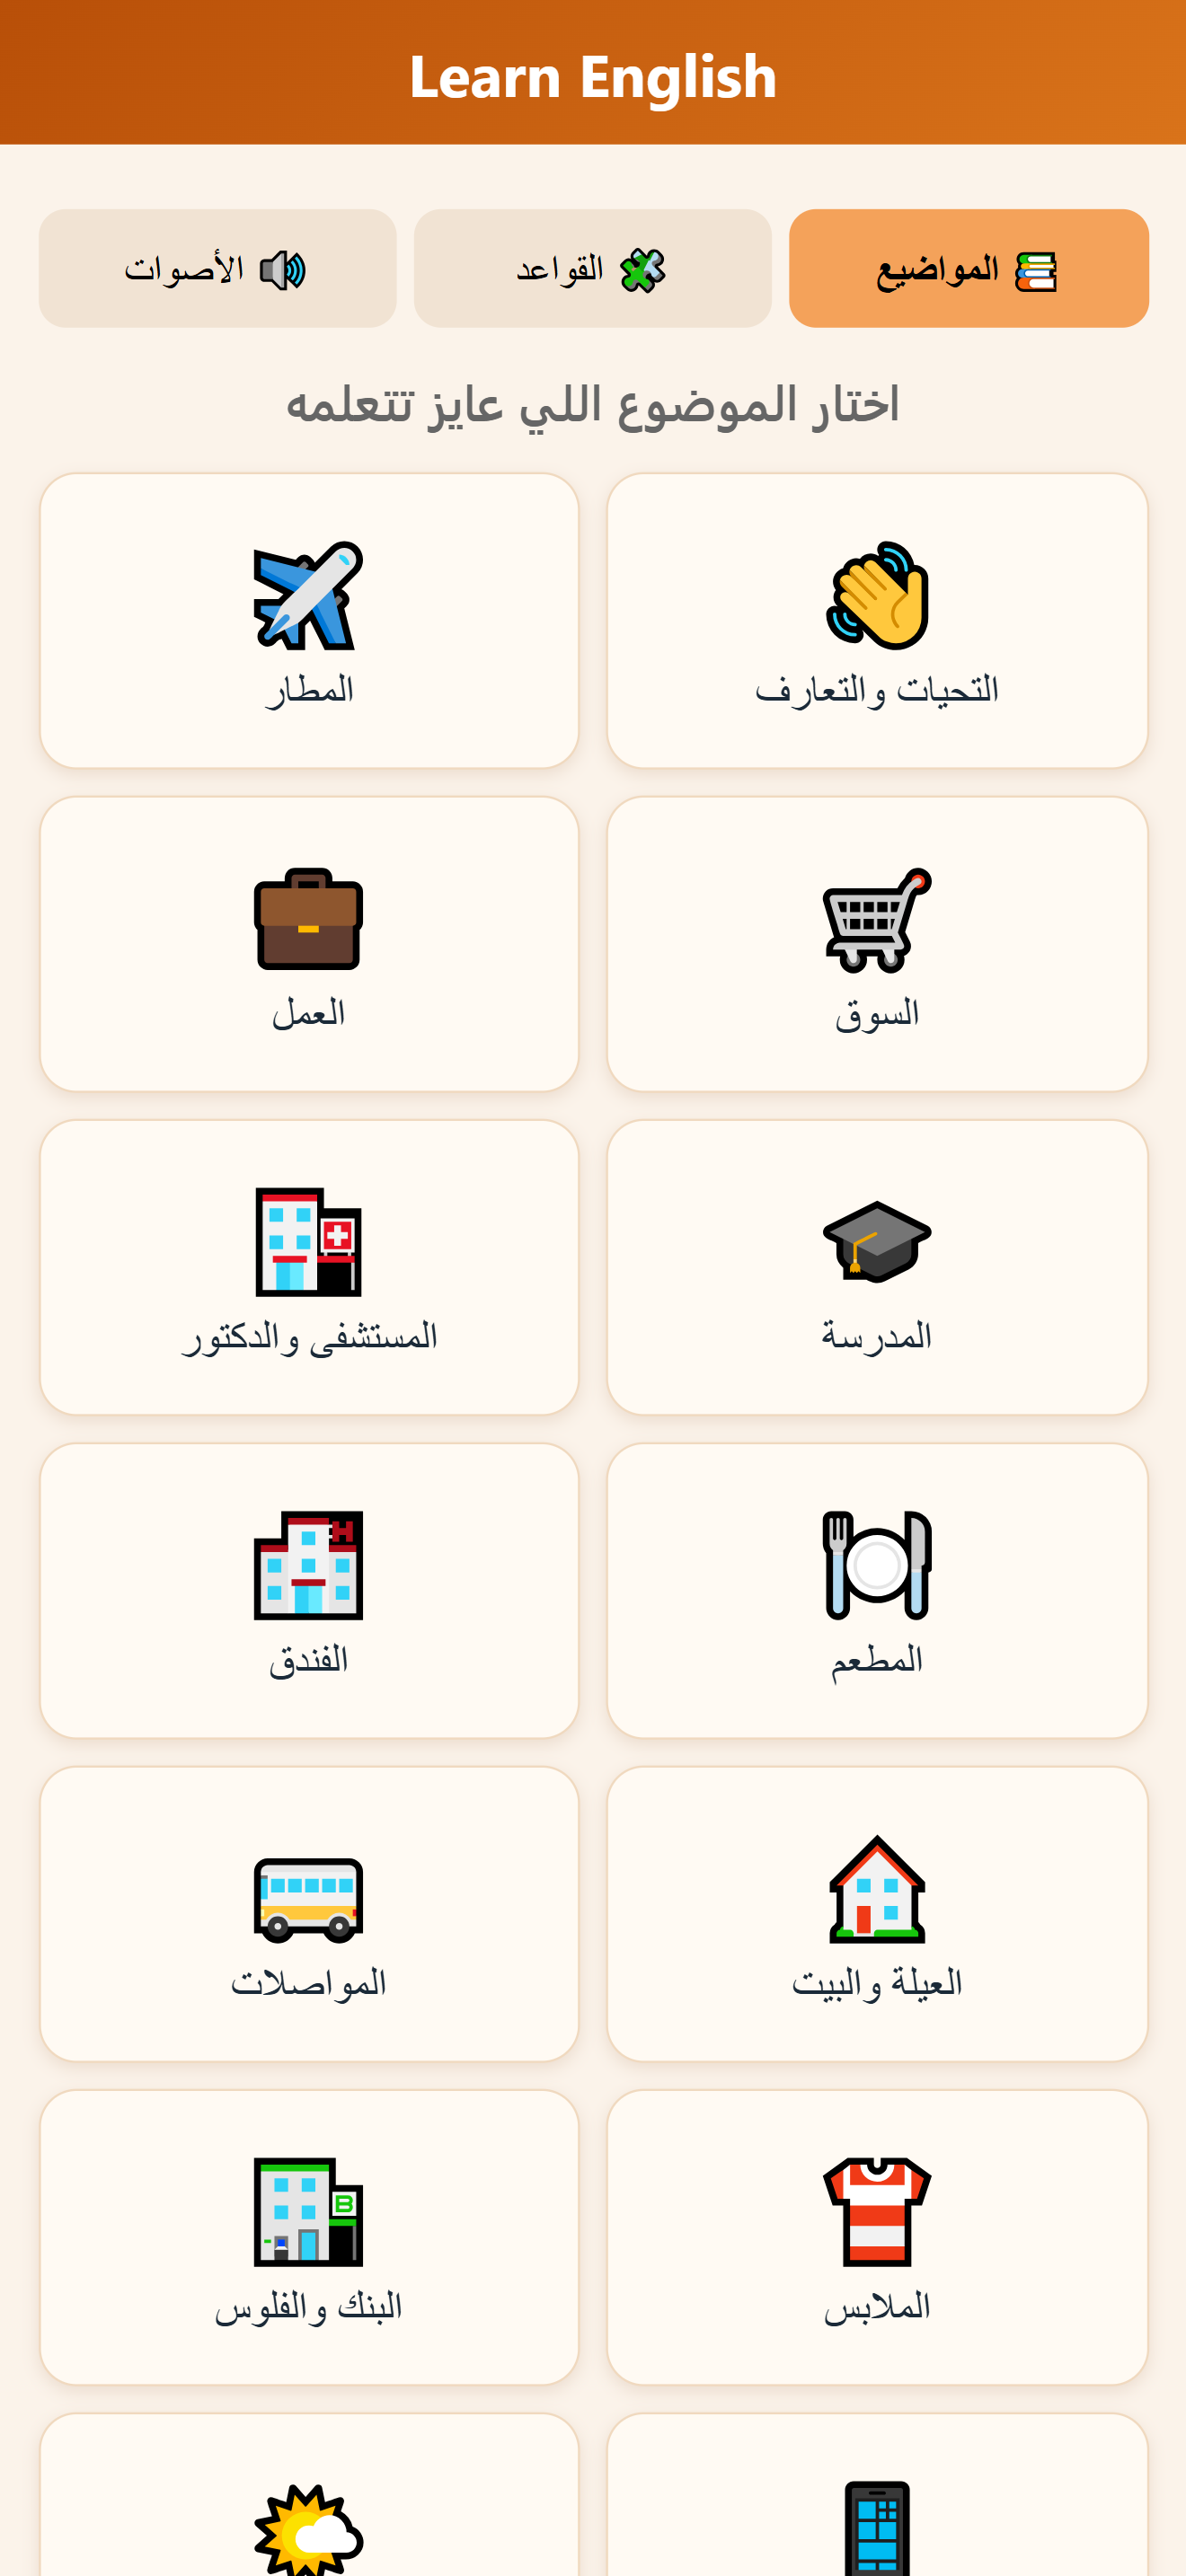 Learn English
المواضيع
القواعد
الأصوات
اختار الموضوع اللي عايز تتعلمه
التحيات والتعارف
المطار
السوق
العمل
المدرسة
المستشفى والدكتور
المطعم
الفندق
العيلة والبيت
المواصلات
الملابس
البنك والفلوس